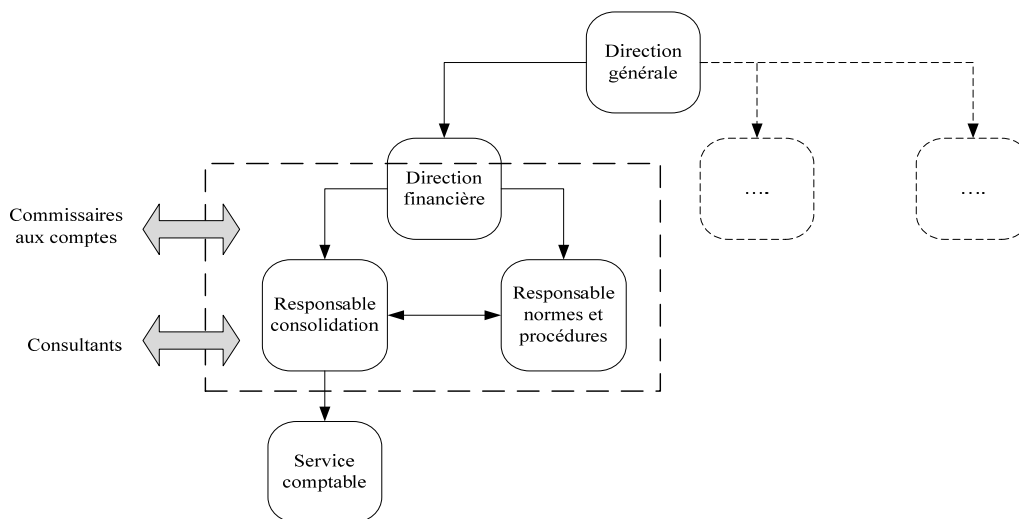 Direction
générale
Direction
financière
….
….
Commissaires
aux comptes
Responsable
consolidation
Responsable
normes et
procédures
Consultants
Service
comptable